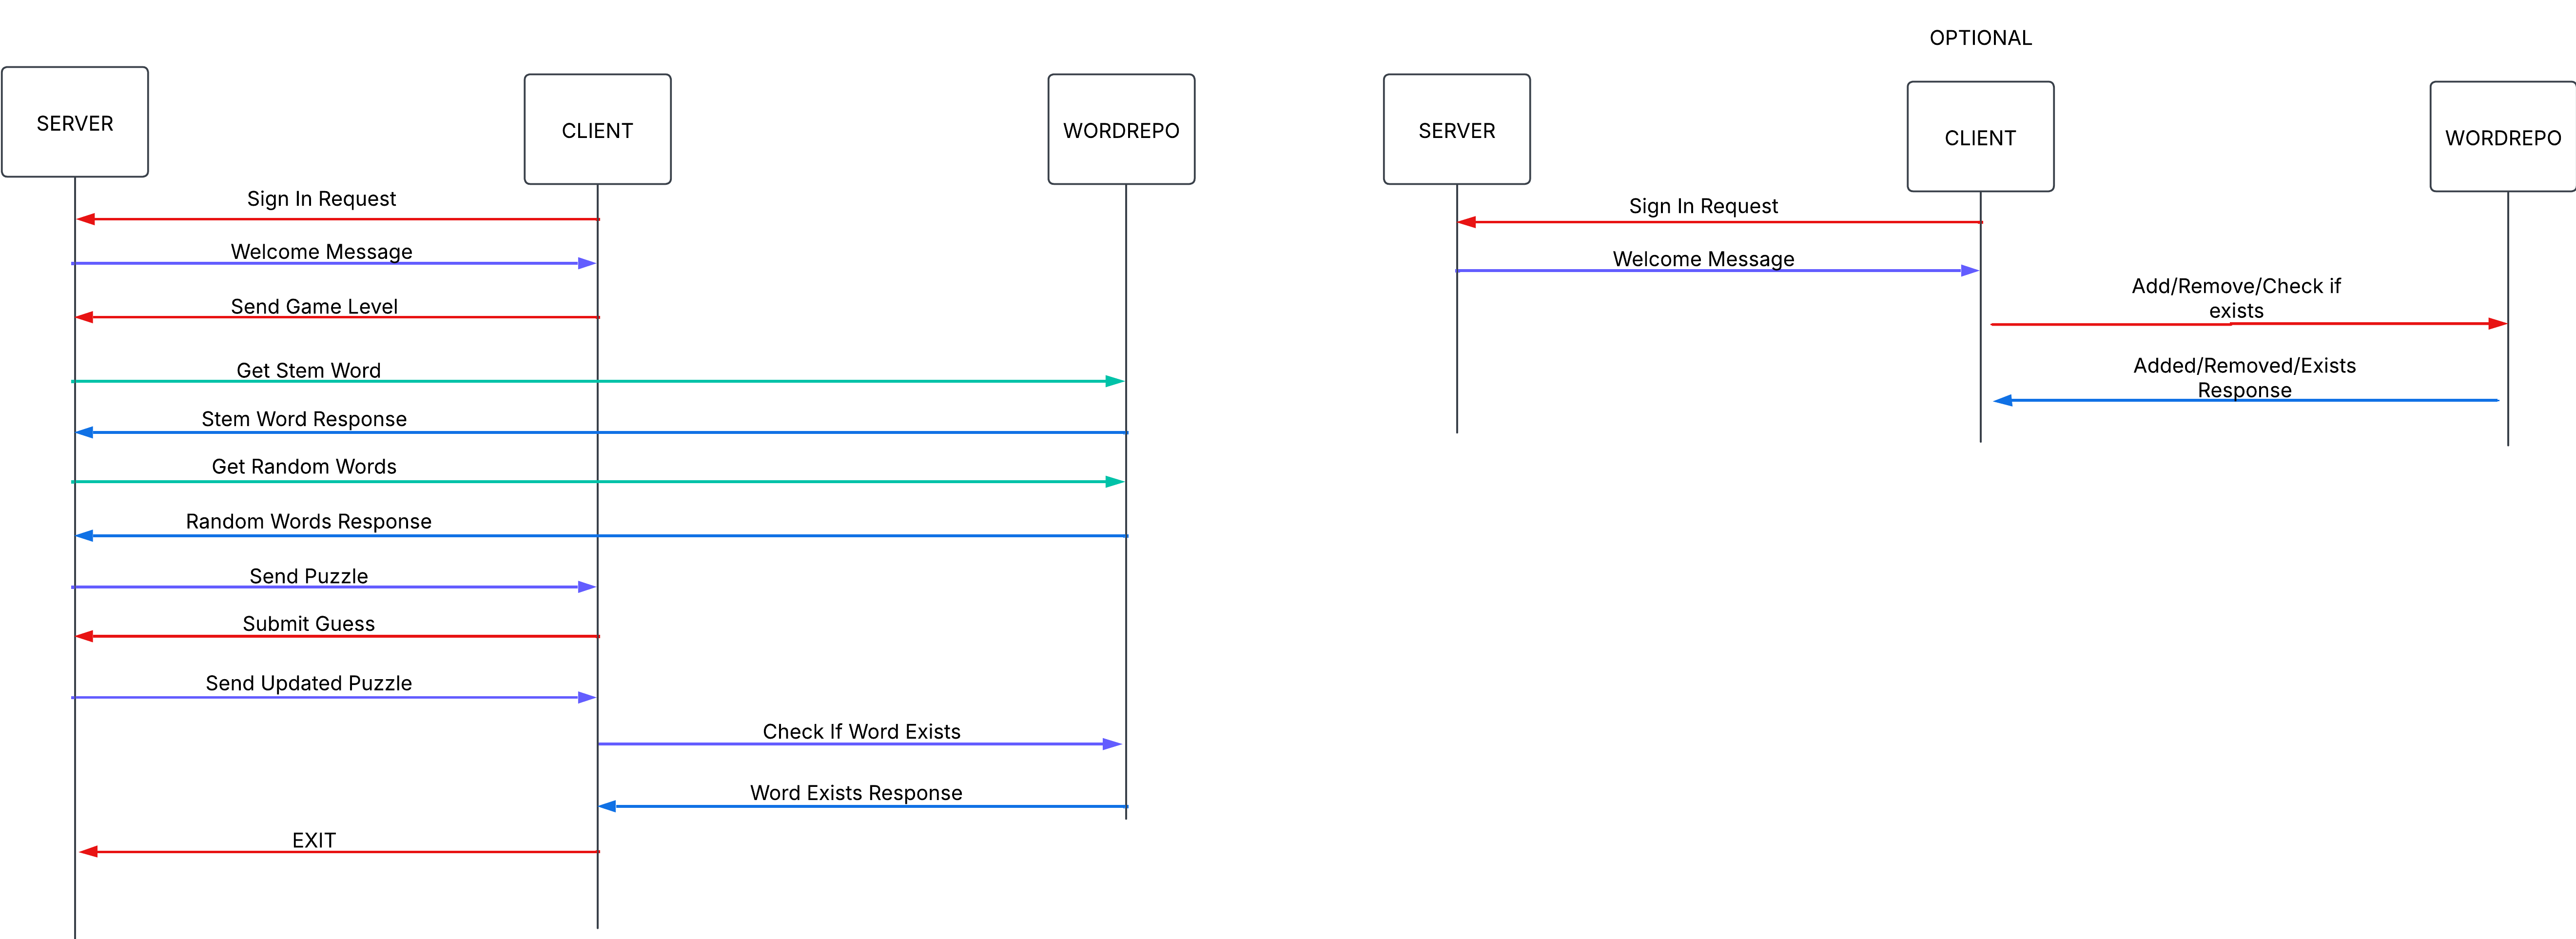 SERVER
CLIENT
WORDREPO
Sign In Request
Welcome Message
Send Game Level
Get Stem Word
Stem Word Response
Get Random Words
Random Words Response
Send Puzzle
Submit Guess
Send Updated Puzzle
Check If Word Exists
Word Exists Response
EXIT
OPTIONAL
SERVER
CLIENT
WORDREPO
Sign In Request
Welcome Message
Add/Remove/Check if
exists
Added/Removed/Exists
Response